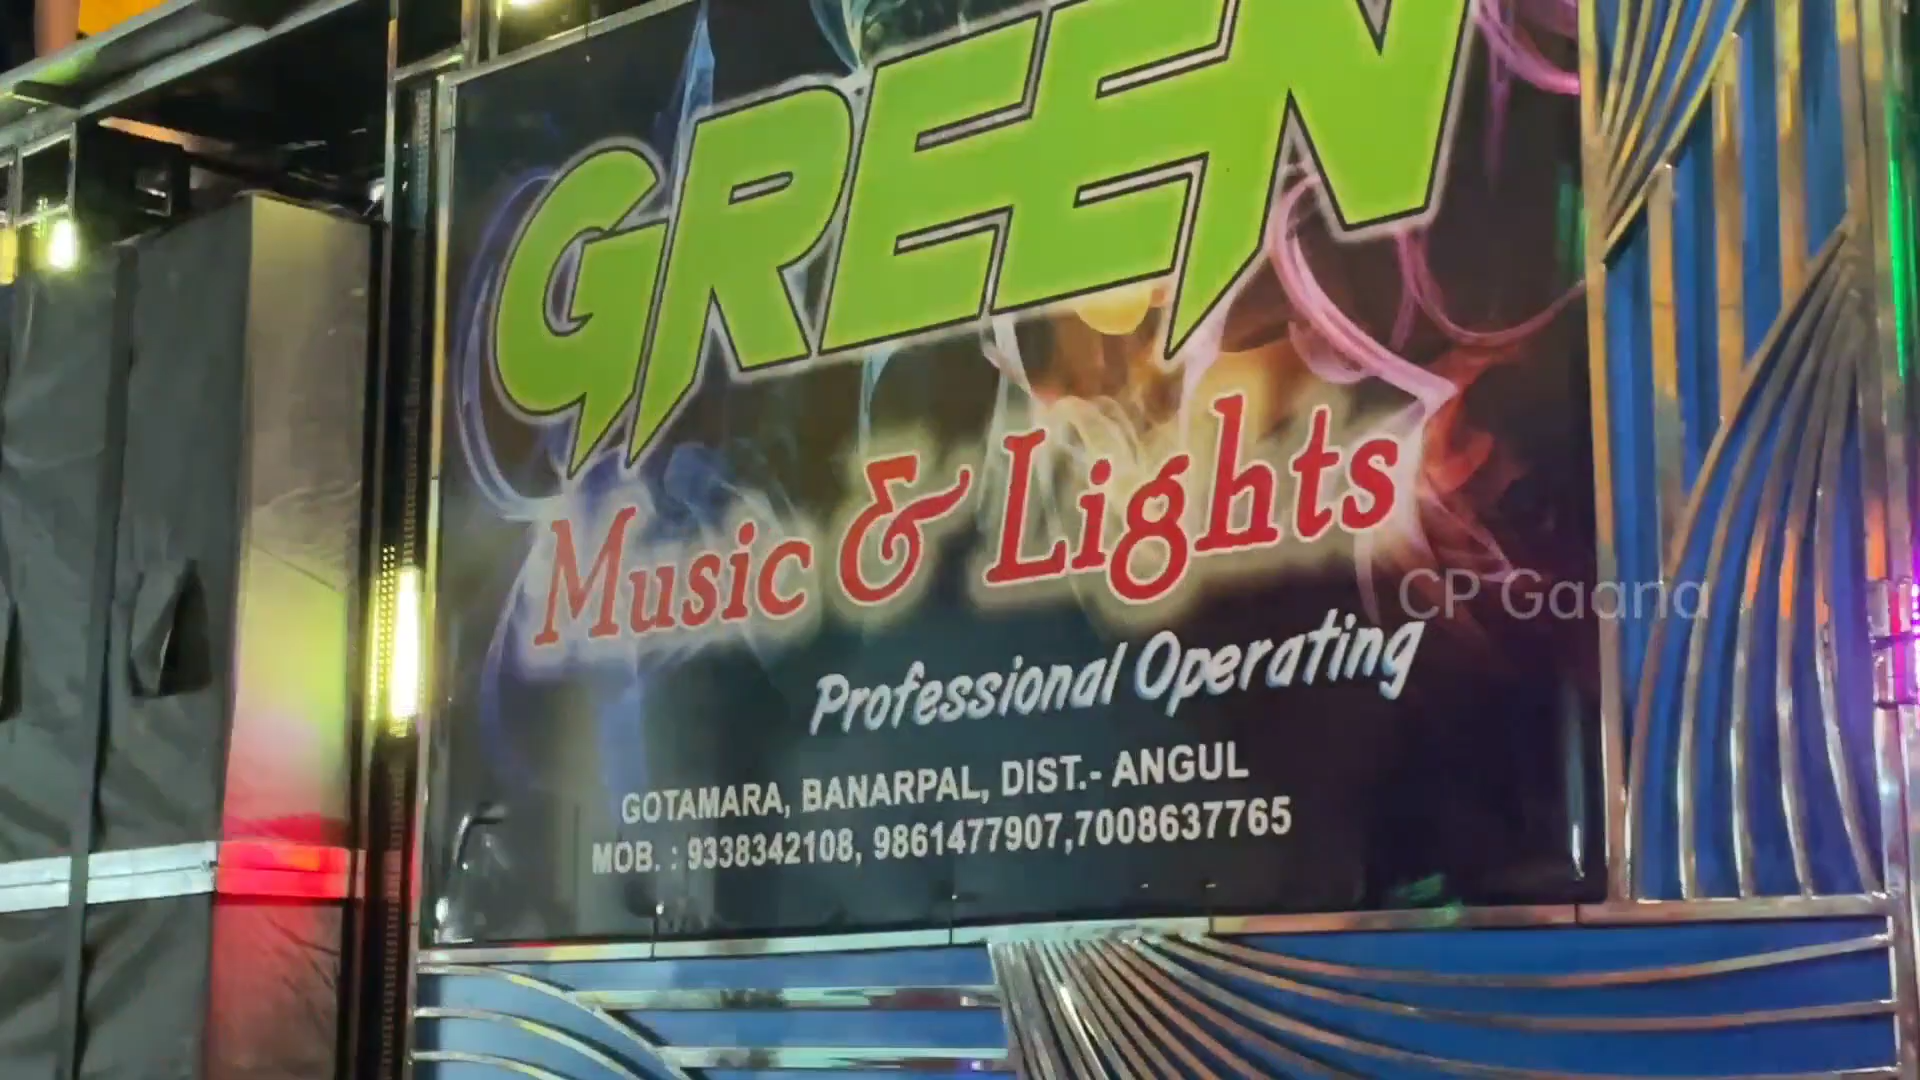 GREEN
Music & Lights
CP Gaana
Professional Operating
GOTAMARA, BANARPAL, DIST.- ANGUL
MOB. : 9338342108, 9861477907,7008637765